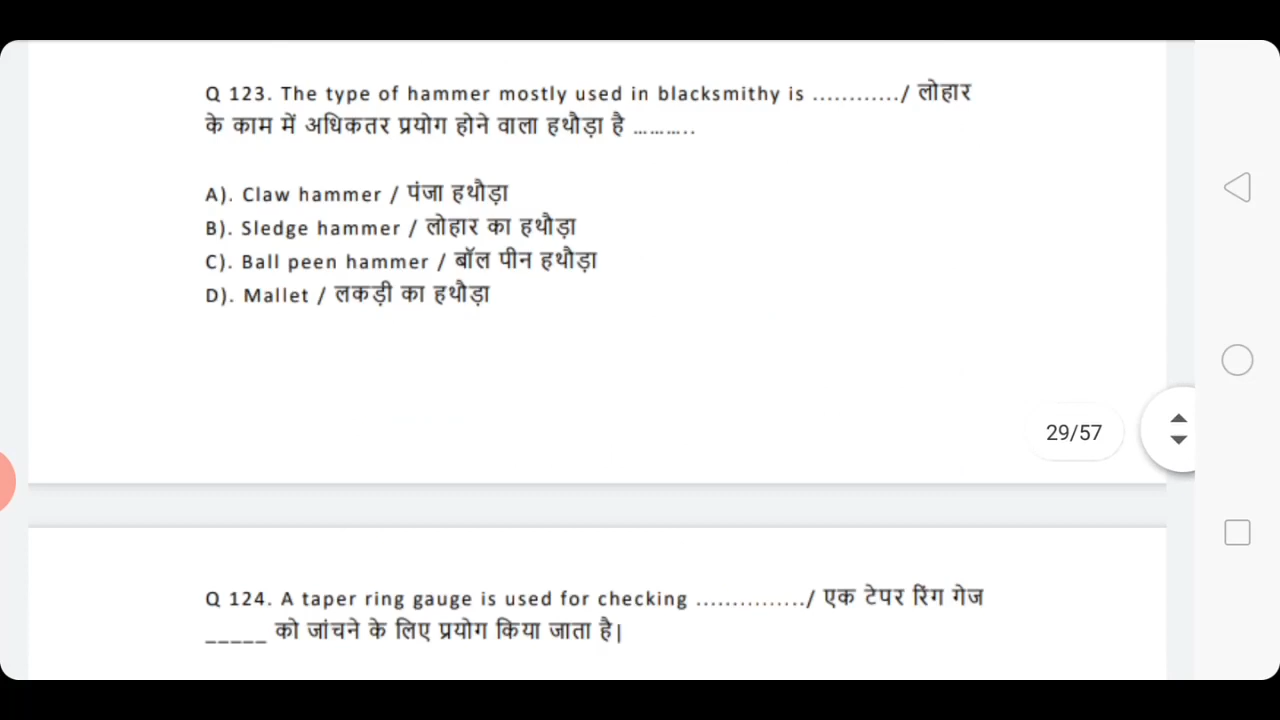 Q 123. The type of hammer mostly used in blacksmithy is ............/ लोहार
के काम में अधिकतर प्रयोग होने वाला हथौड़ा है ...........
A). Claw hammer / पंजा हथौड़ा
B). Sledge hammer / लोहार का हथौड़ा
C). Ball peen hammer / बॉल पीन हथौड़ा
D). Mallet / लकड़ी का हथौड़ा
29/57
Q 124. A taper ring gauge is used for checking ................/ एक टेपर रिंग गेज
_____ को जांचने के लिए प्रयोग किया जाता है|